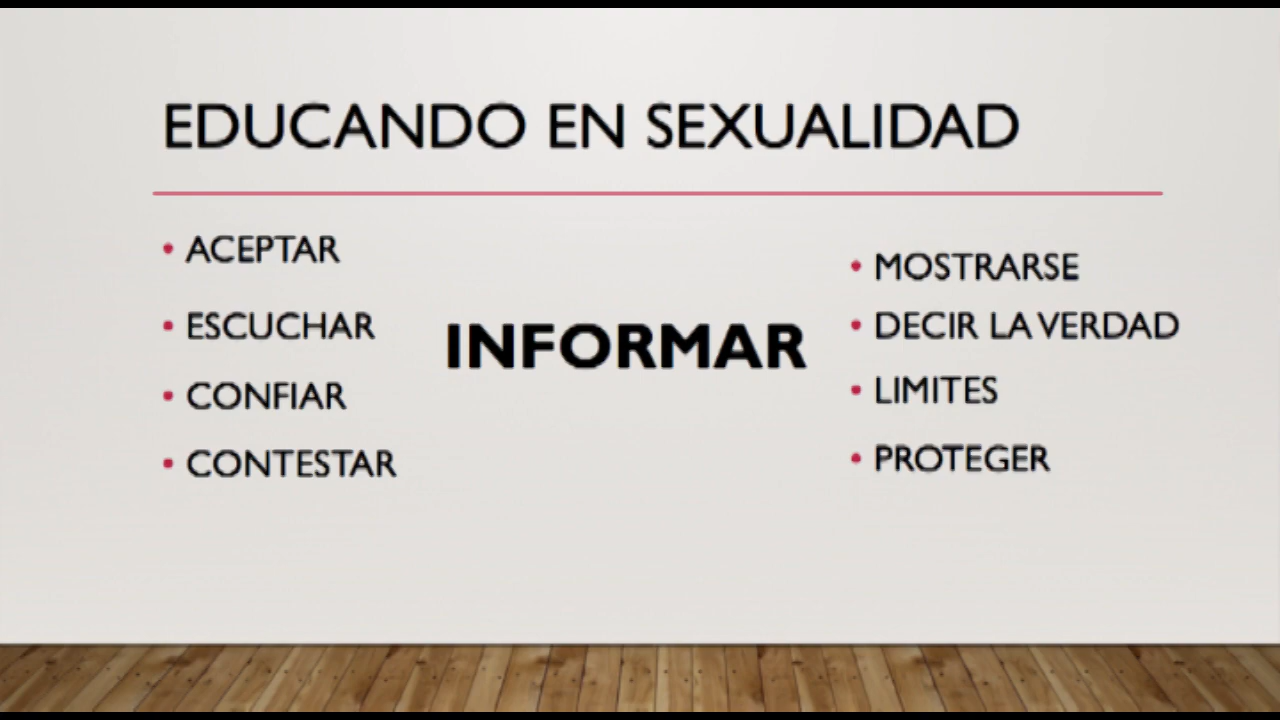 EDUCANDO EN SEXUALIDAD
• ACEPTAR
• ESCUCHAR
• CONFIAR
• CONTESTAR
INFORMAR
• MOSTRARSE
• DECIR LA VERDAD
• LIMITES
• PROTEGER